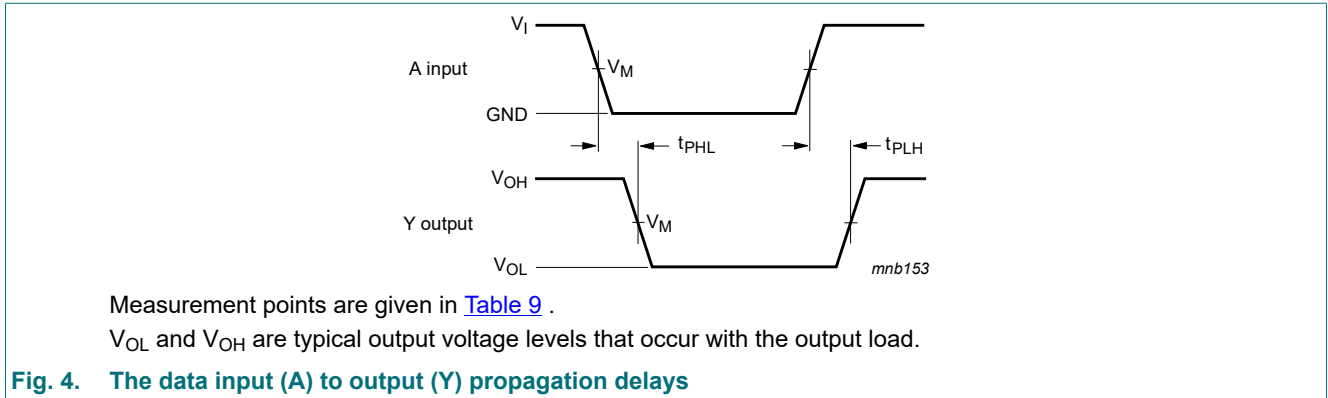 V_I
A input
V_M
GND
t_PHL
t_PLH
V_OH
Y output
V_M
V_OL
mnb153
Measurement points are given in Table 9 .
V_OL and V_OH are typical output voltage levels that occur with the output load.
Fig. 4. The data input (A) to output (Y) propagation delays